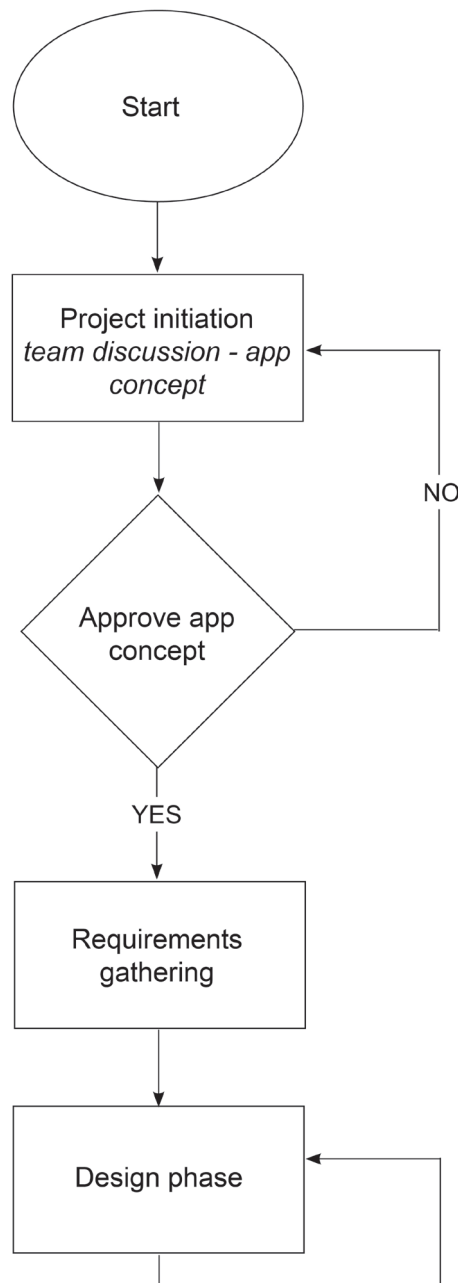 Start
Project initiation
team discussion - app
concept
NO
Approve app
concept
YES
Requirements
gathering
Design phase